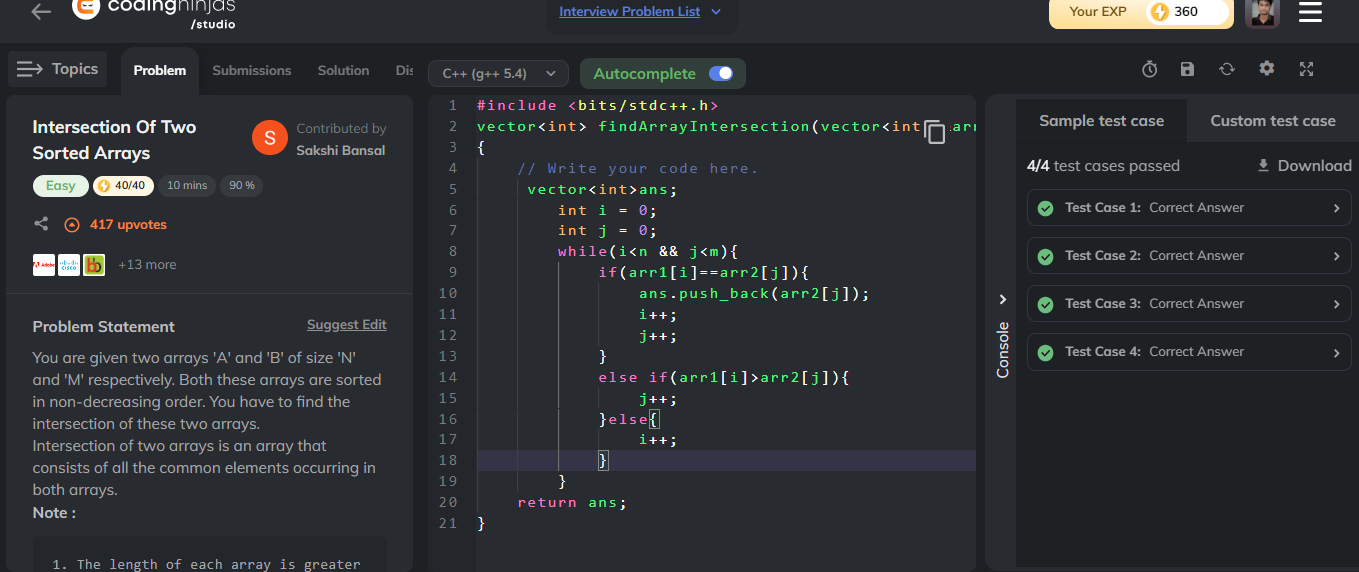 codingninjas
/studio
Interview Problem List
Your EXP 360
Topics
Problem
Submissions
Solution
Dis
C++ (g++ 5.4)
Autocomplete
Intersection Of Two
Sorted Arrays
S
Contributed by
Sakshi Bansal
Easy
40/40
10 mins
90 %
417 upvotes
Adobe
cisco
+13 more
Problem Statement
Suggest Edit
You are given two arrays 'A' and 'B' of size 'N'
and 'M' respectively. Both these arrays are sorted
in non-decreasing order. You have to find the
intersection of these two arrays.
Intersection of two arrays is an array that
consists of all the common elements occurring in
both arrays.
Note :
1. The length of each array is greater
1 #include <bits/stdc++.h>
2 vector<int> findArrayIntersection(vector<int arr
3 {
4 // Write your code here.
5 vector<int>ans;
6 int i = 0;
7 int j = 0;
8 while(i<n && j<m){
9 if(arr1[i]==arr2[j]){
10 ans.push_back(arr2[j]);
11 i++;
12 j++;
13 }
14 else if(arr1[i]>arr2[j]){
15 j++;
16 }else{
17 i++;
18 }
19 }
20 return ans;
21 }
Console
Sample test case
Custom test case
4/4 test cases passed
Download
Test Case 1: Correct Answer
Test Case 2: Correct Answer
Test Case 3: Correct Answer
Test Case 4: Correct Answer